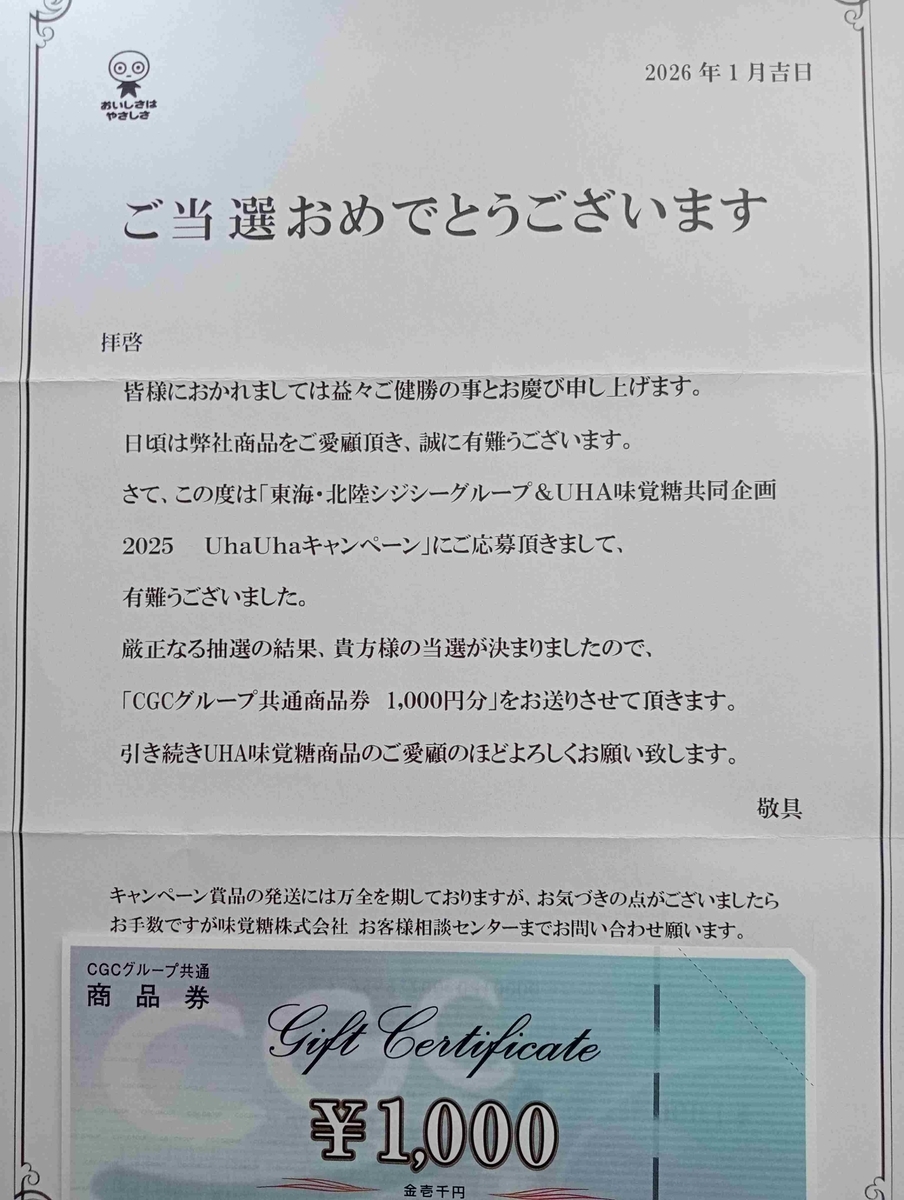 おいしさは
やさしさ
2026年1月吉日
ご当選おめでとうございます
拝啓
皆様におかれましては益々ご健勝の事とお慶び申し上げます。
日頃は弊社商品をご愛顧頂き、誠に有難うございます。
さて、この度は「東海・北陸シジシーグループ＆UHA味覚糖共同企画
2025　UhaUhaキャンペーン」にご応募頂きまして、
有難うございました。
厳正なる抽選の結果、貴方様の当選が決まりましたので、
「CGCグループ共通商品券 1,000円分」をお送りさせて頂きます。
引き続きUHA味覚糖商品のご愛顧のほどよろしくお願い致します。
敬具
キャンペーン賞品の発送には万全を期しておりますが、お気づきの点がございましたら
お手数ですが味覚糖株式会社 お客様相談センターまでお問い合わせ願います。
CGCグループ共通
商品券
CGC
Gift Certificate
¥1,000
金壱千円